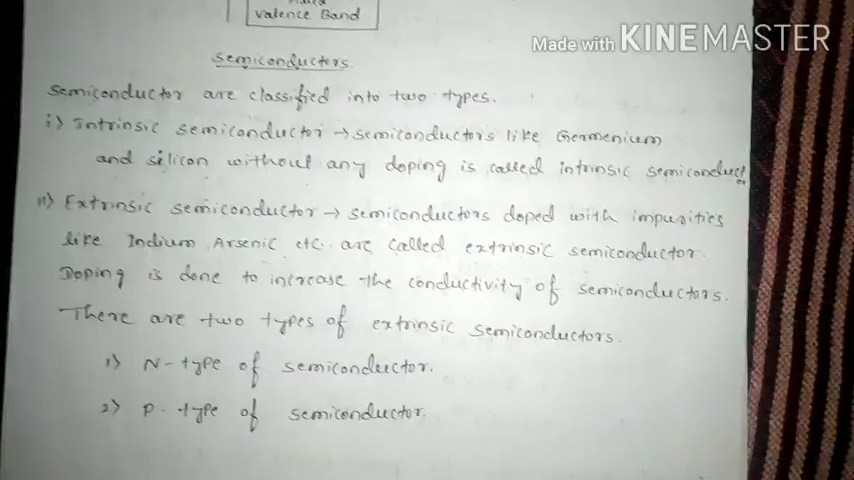 Valence Band
Made with KINEMASTER
Semiconductors.
Semiconductor are classified into two types.
i) Intrinsic semiconductor → semiconductors like Germenium
and silicon without any doping is called intrinsic semiconductor
ii) Extrinsic semiconductor → semiconductors doped with impurities
like Indium, Arsenic etc. are called extrinsic semiconductor.
Doping is done to increase the conductivity of semiconductors.
There are two types of extrinsic semiconductors.
1) N-type of semiconductor.
2) P-type of semiconductor.